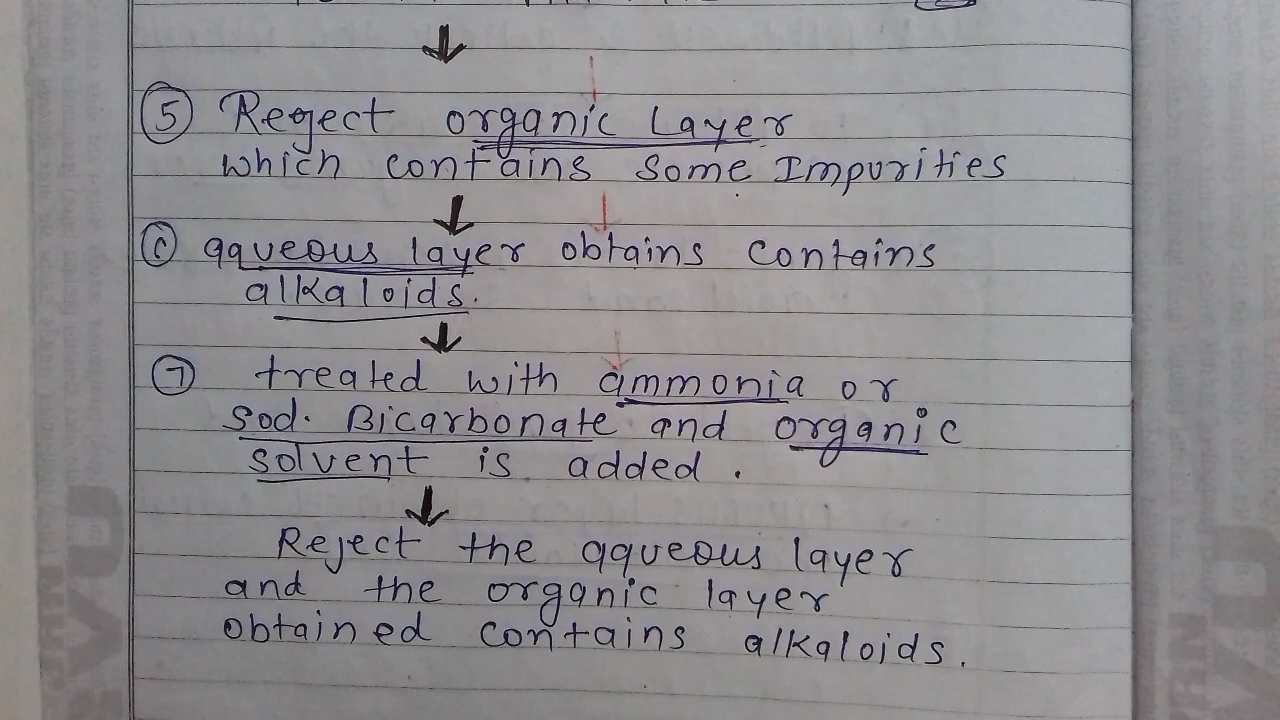 ↓
⑤ Reject organic Layer
which contains some Impurities
↓
⑥ aqueous layer obtains contains
alkaloids.
↓
⑦ treated with ammonia or
Sod. Bicarbonate and organic
solvent is added.
↓
Reject the aqueous layer
and the organic layer
obtained contains alkaloids.